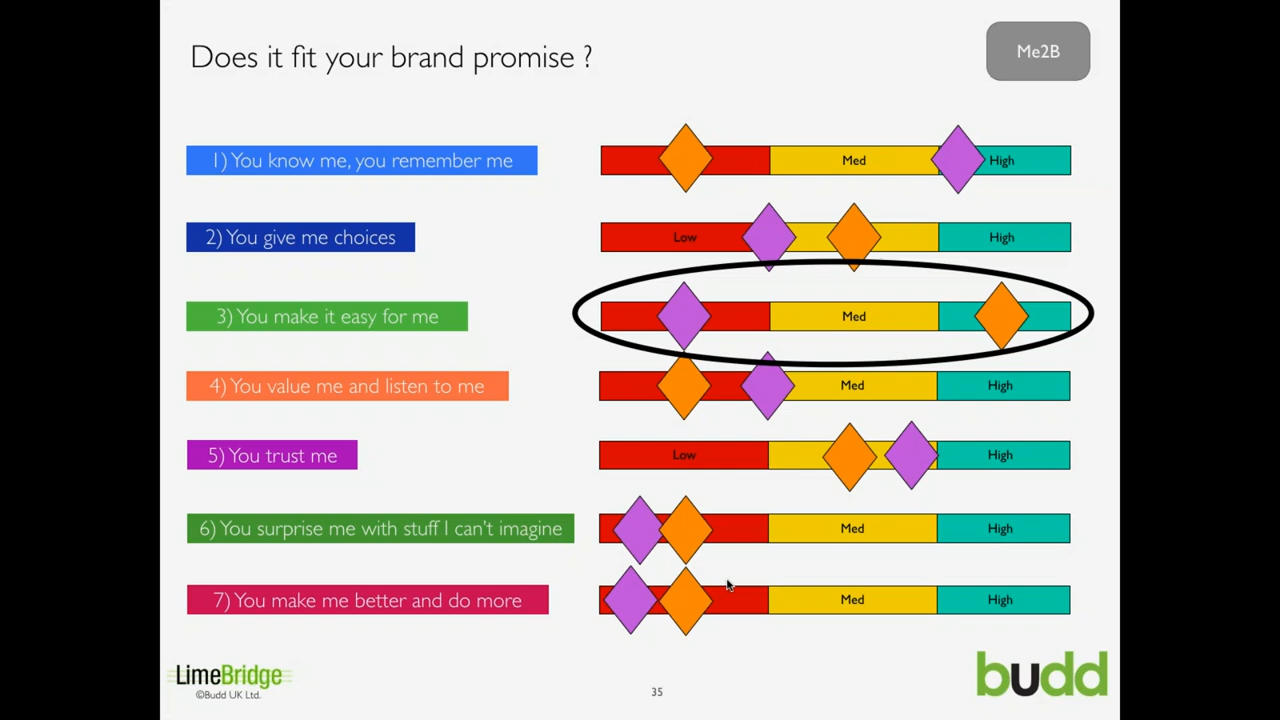 Does it fit your brand promise ?
Me2B
1) You know me, you remember me
Med
High
2) You give me choices
Low
High
3) You make it easy for me
Med
4) You value me and listen to me
Med
High
5) You trust me
Low
High
6) You surprise me with stuff I can't imagine
Med
High
7) You make me better and do more
Med
High
LimeBridge
©Budd UK Ltd.
35
budd